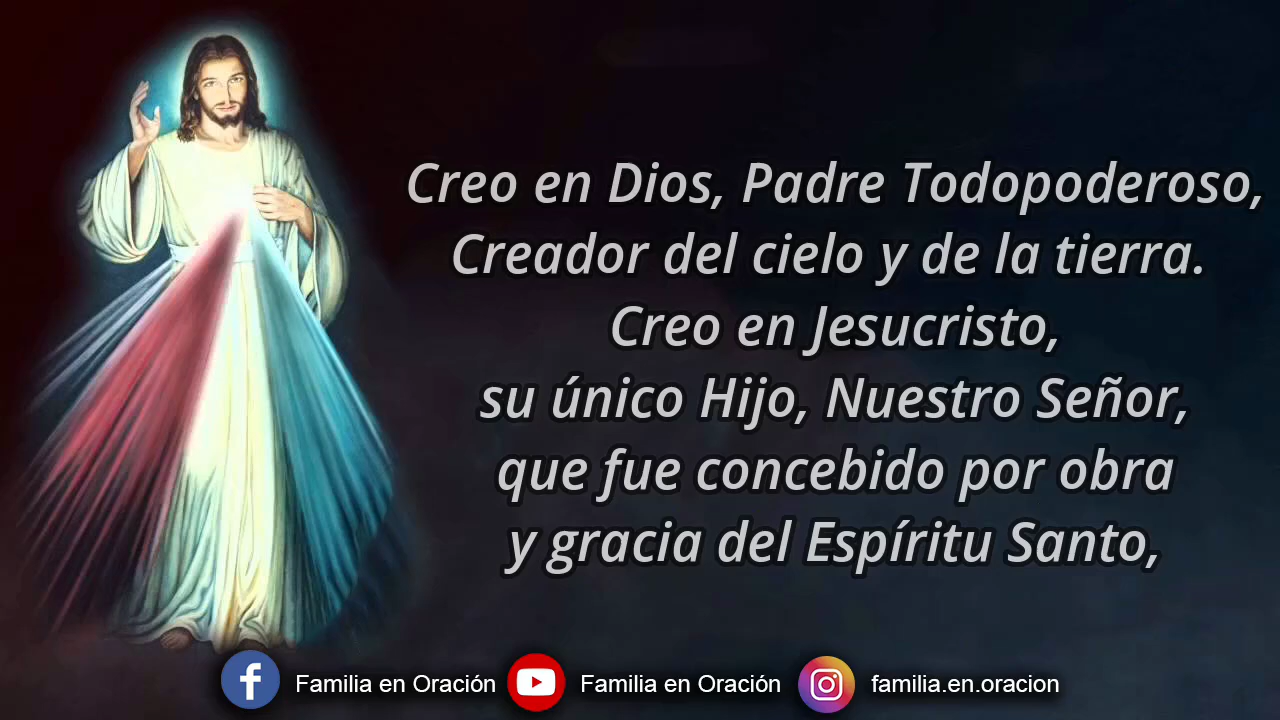 Creo en Dios, Padre Todopoderoso,
Creador del cielo y de la tierra.
Creo en Jesucristo,
su único Hijo, Nuestro Señor,
que fue concebido por obra
y gracia del Espíritu Santo,
Familia en Oración
Familia en Oración
familia.en.oracion